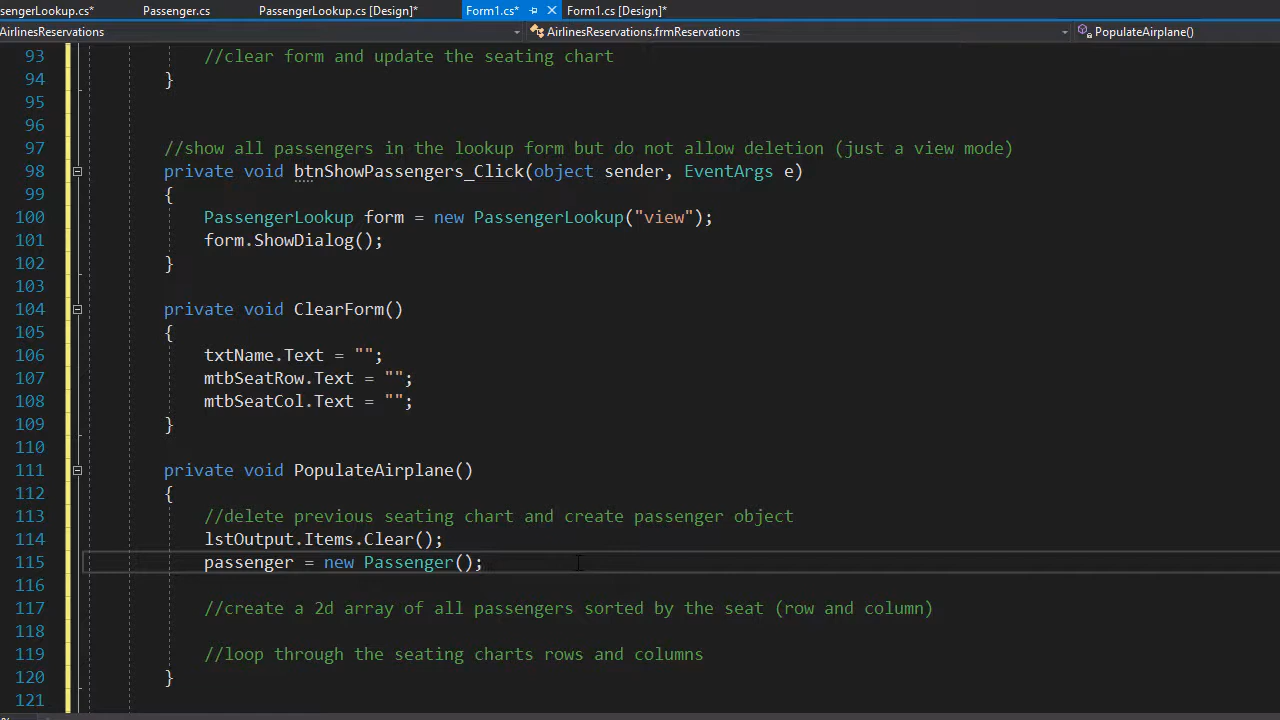 sengerLookup.cs* Passenger.cs PassengerLookup.cs [Design]* Form1.cs* Form1.cs [Design]*
AirlinesReservations AirlinesReservations.frmReservations PopulateAirplane()
93 //clear form and update the seating chart
94 }
95
96
97 //show all passengers in the lookup form but do not allow deletion (just a view mode)
98 private void btnShowPassengers_Click(object sender, EventArgs e)
99 {
100 PassengerLookup form = new PassengerLookup("view");
101 form.ShowDialog();
102 }
103
104 private void ClearForm()
105 {
106 txtName.Text = "";
107 mtbSeatRow.Text = "";
108 mtbSeatCol.Text = "";
109 }
110
111 private void PopulateAirplane()
112 {
113 //delete previous seating chart and create passenger object
114 lstOutput.Items.Clear();
115 passenger = new Passenger();
116
117 //create a 2d array of all passengers sorted by the seat (row and column)
118
119 //loop through the seating charts rows and columns
120 }
121